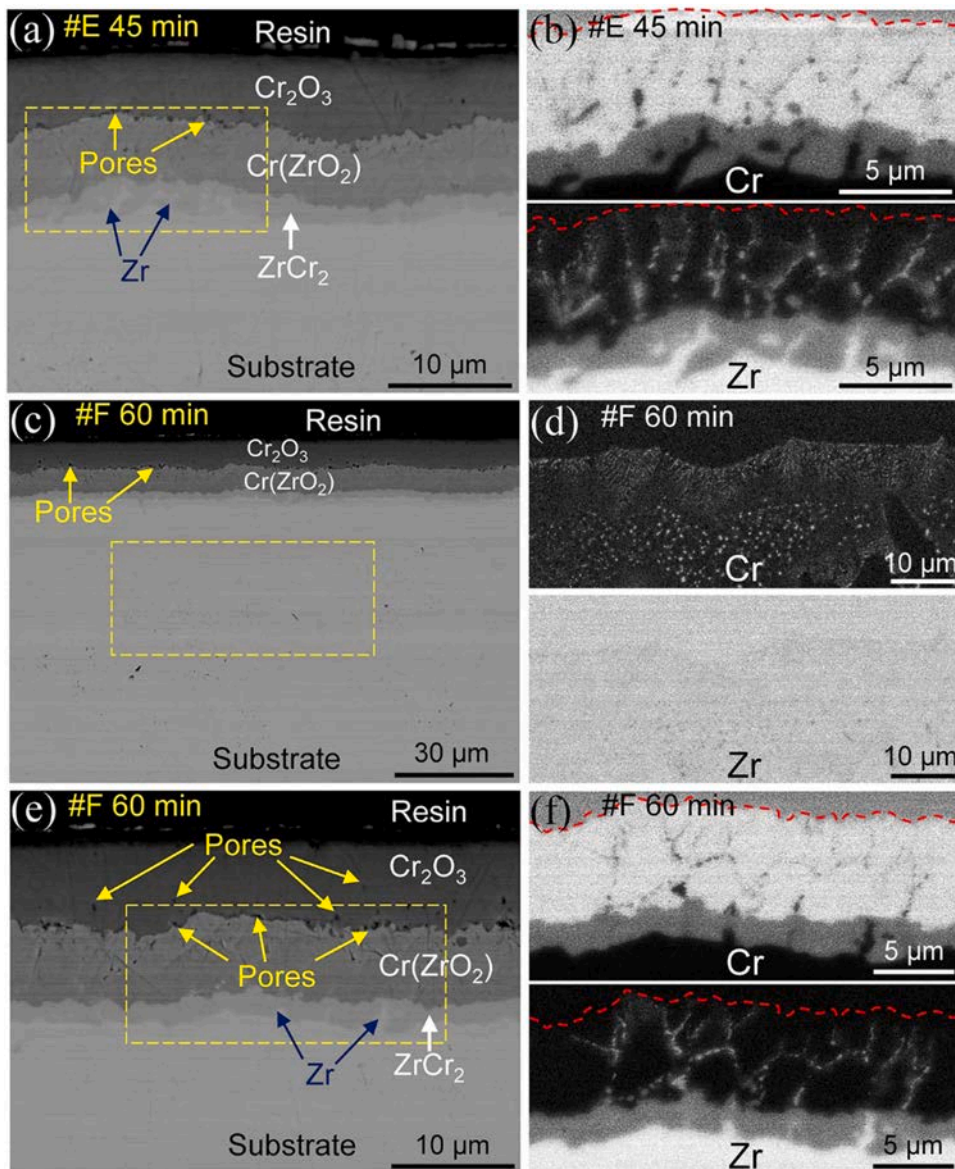 (a) #E 45 min
Resin
Cr₂O₃
Pores
Cr(ZrO₂)
Zr
ZrCr₂
Substrate
10 μm
(b) #E 45 min
Cr
5 μm
Zr
5 μm
(c) #F 60 min
Resin
Cr₂O₃
Cr(ZrO₂)
Pores
Substrate
30 μm
(d) #F 60 min
Cr
10 μm
Zr
10 μm
(e) #F 60 min
Resin
Pores
Cr₂O₃
Pores
Cr(ZrO₂)
Zr
ZrCr₂
Substrate
10 μm
(f) #F 60 min
Cr
5 μm
Zr
5 μm